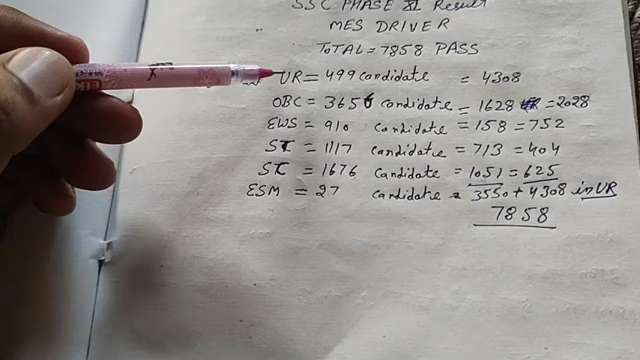 SSC PHASE XI Result
MES DRIVER
TOTAL = 7858 PASS
UR = 499 candidate = 4308
OBC = 3656 candidate = 1628 = 2028
EWS = 910 candidate = 158 = 752
ST = 1117 candidate = 713 = 404
SC = 1676 candidate = 1051 = 625
ESM = 27 candidate = 3550 + 4308 in UR
7858